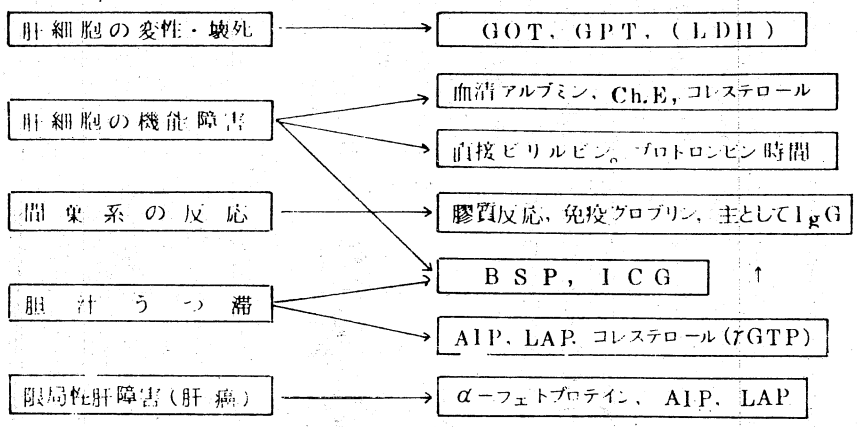 肝細胞の変性・壊死
GOT, GPT, (LDH)
肝細胞の機能障害
血清アルブミン、Ch.E, コレステロール
直接ビリルビン。プロトロンビン時間
間葉系の反応
膠質反応, 免疫グロブリン、主としてIgG
胆汁うっ滞
BSP, ICG ↑
AlP、LAP. コレステロール(γGTP)
限局性肝障害(肝癌)
α-フェトプロテイン、AlP、LAP